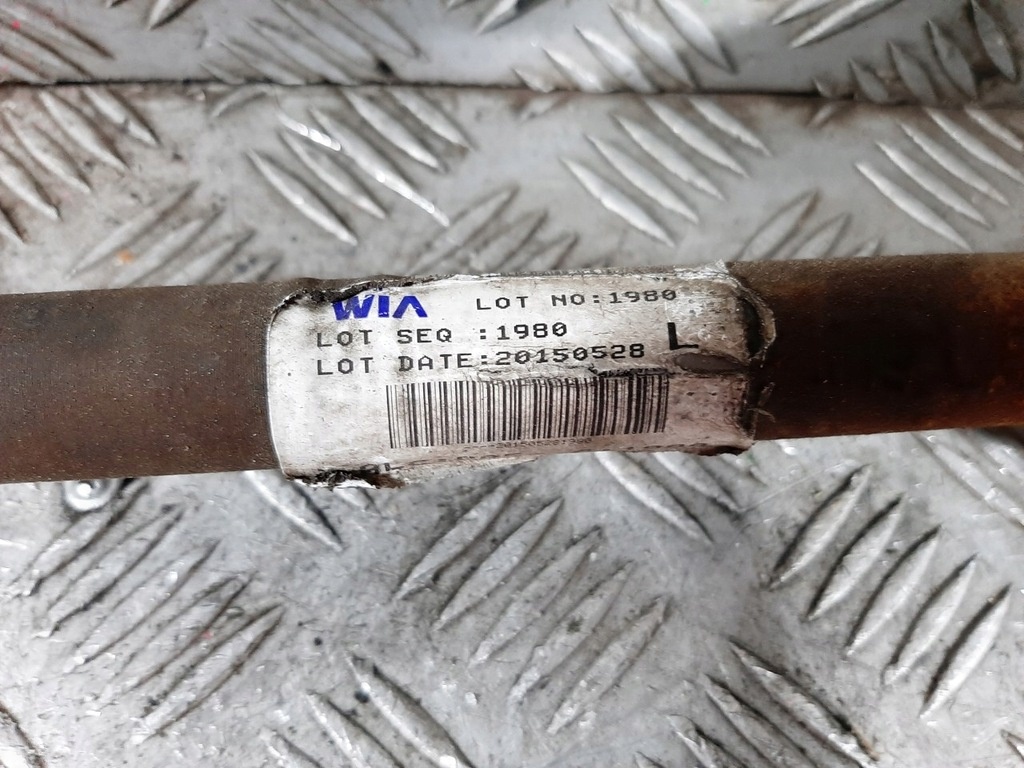 WIA LOT NO:1980
LOT SEQ :1980 L
LOT DATE:20150528